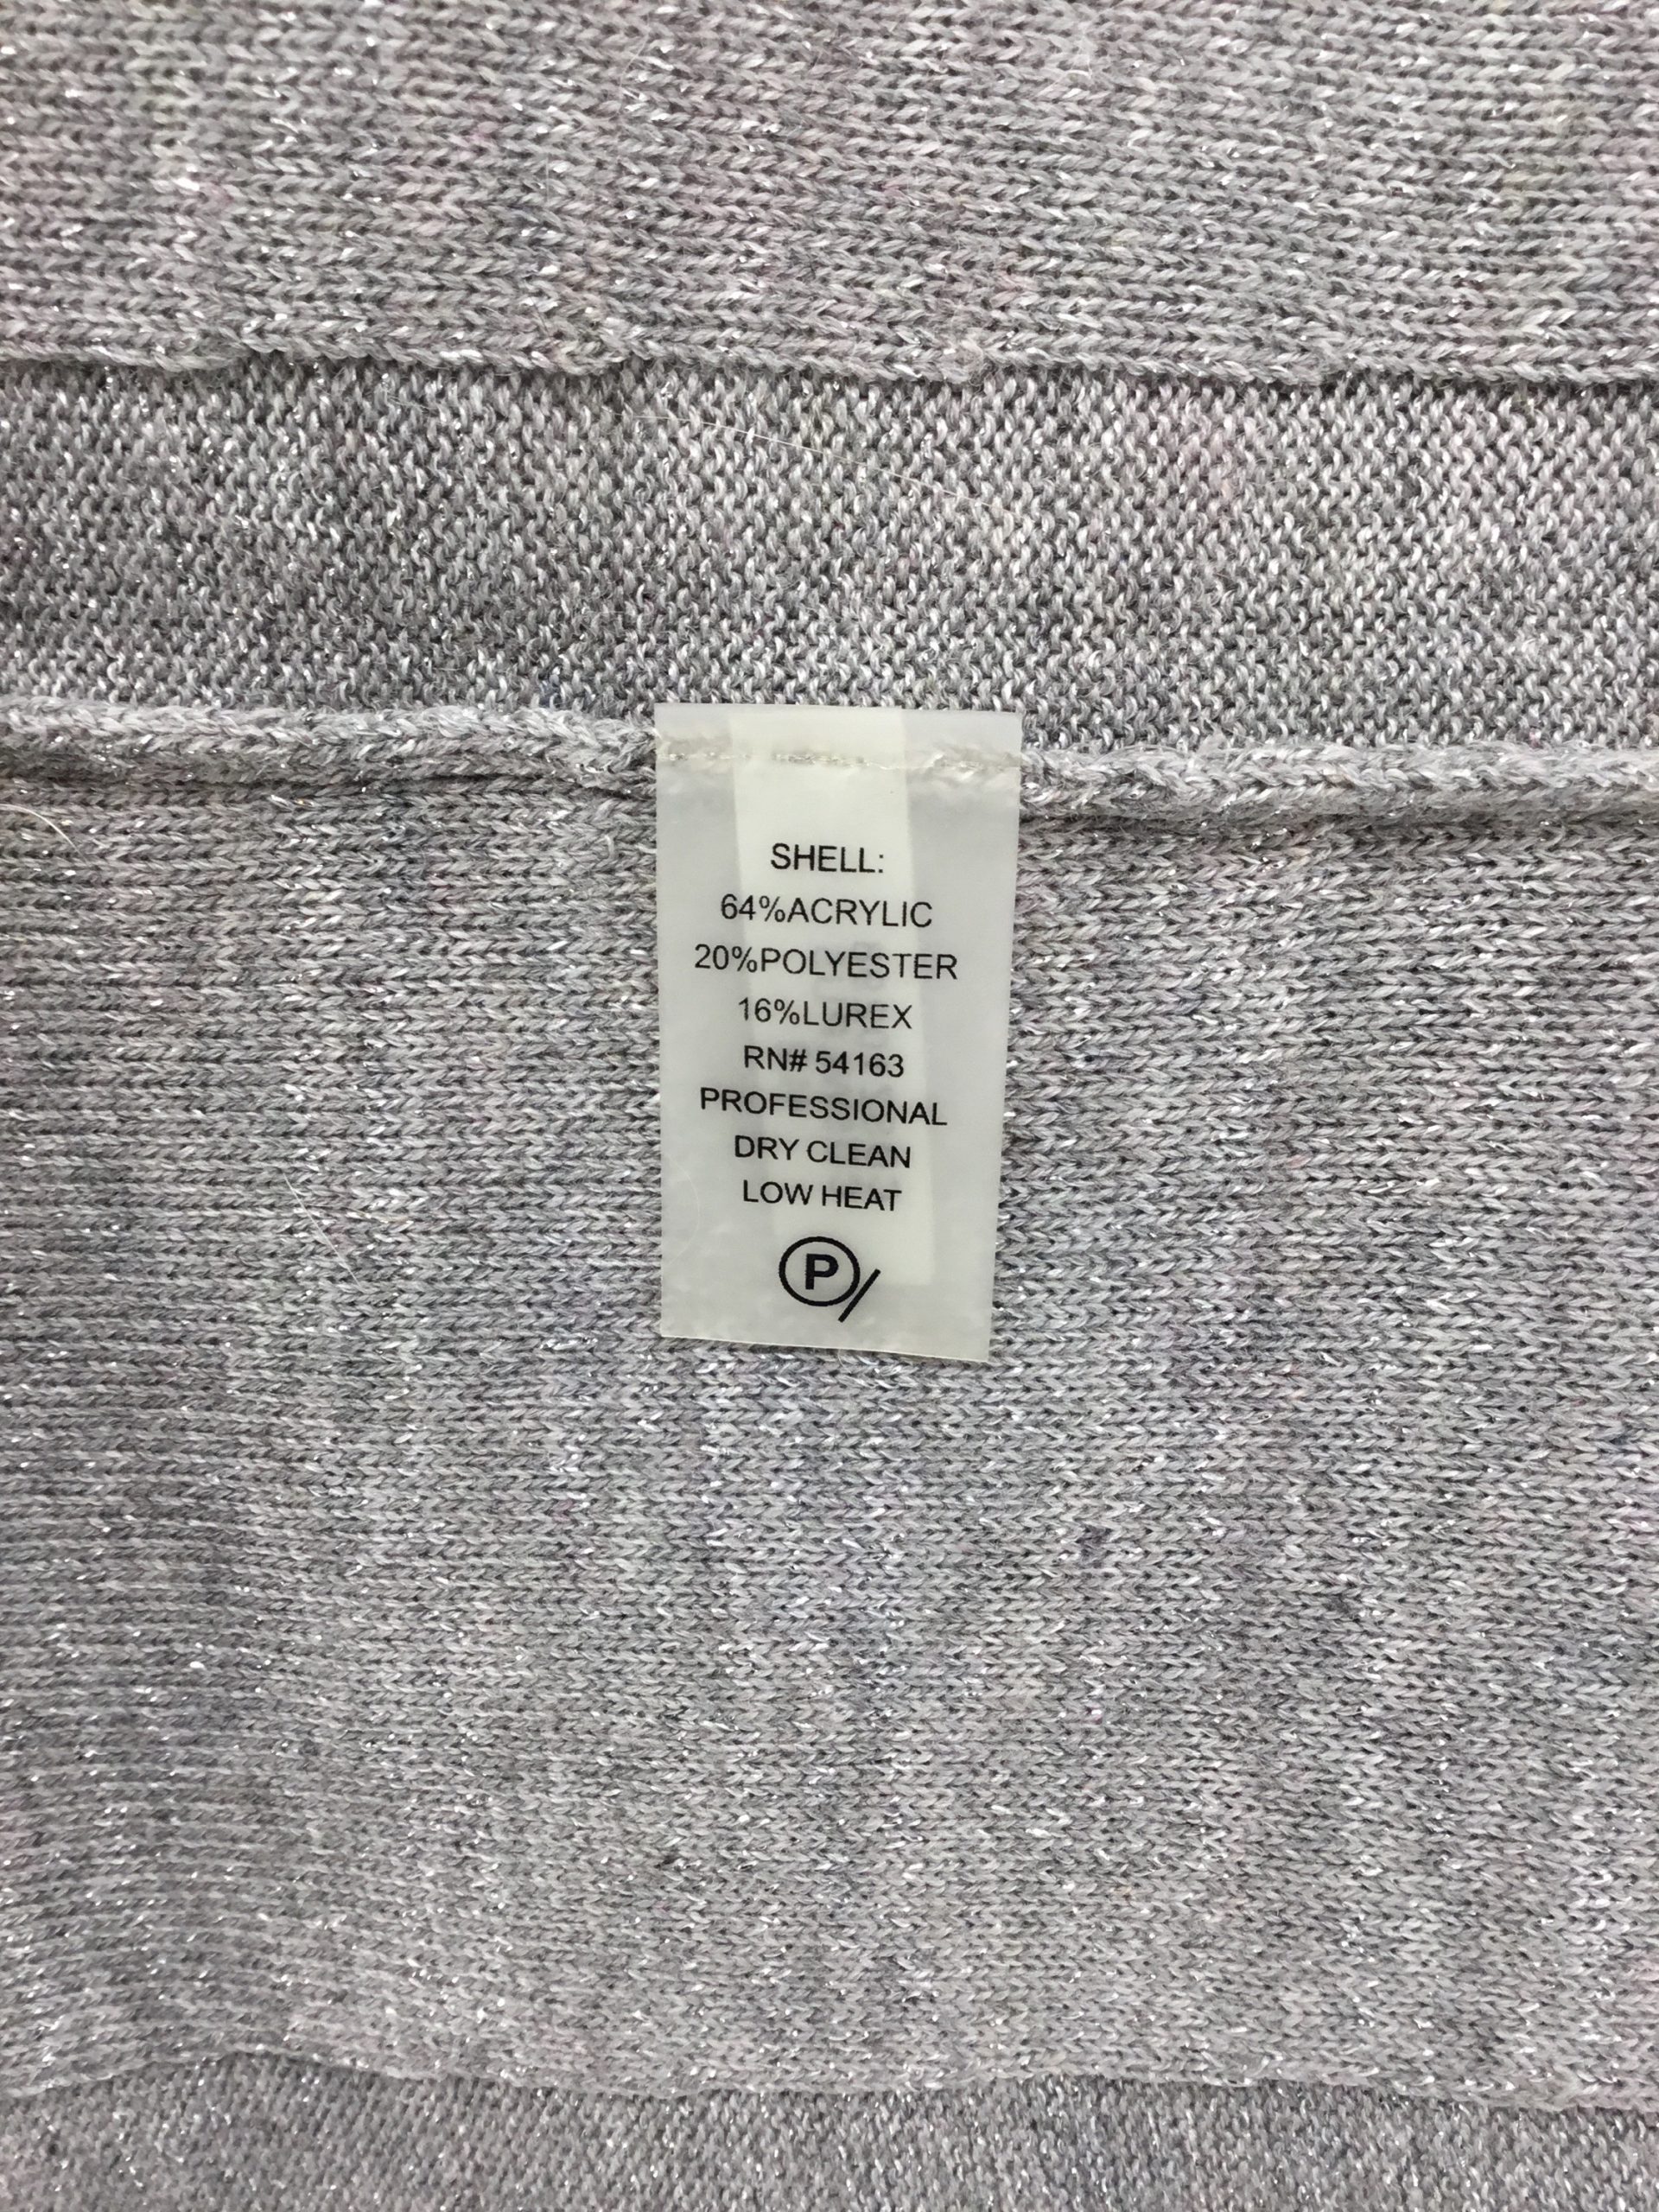 SHELL:
64%ACRYLIC
20%POLYESTER
16%LUREX
RN# 54163
PROFESSIONAL
DRY CLEAN
LOW HEAT
P